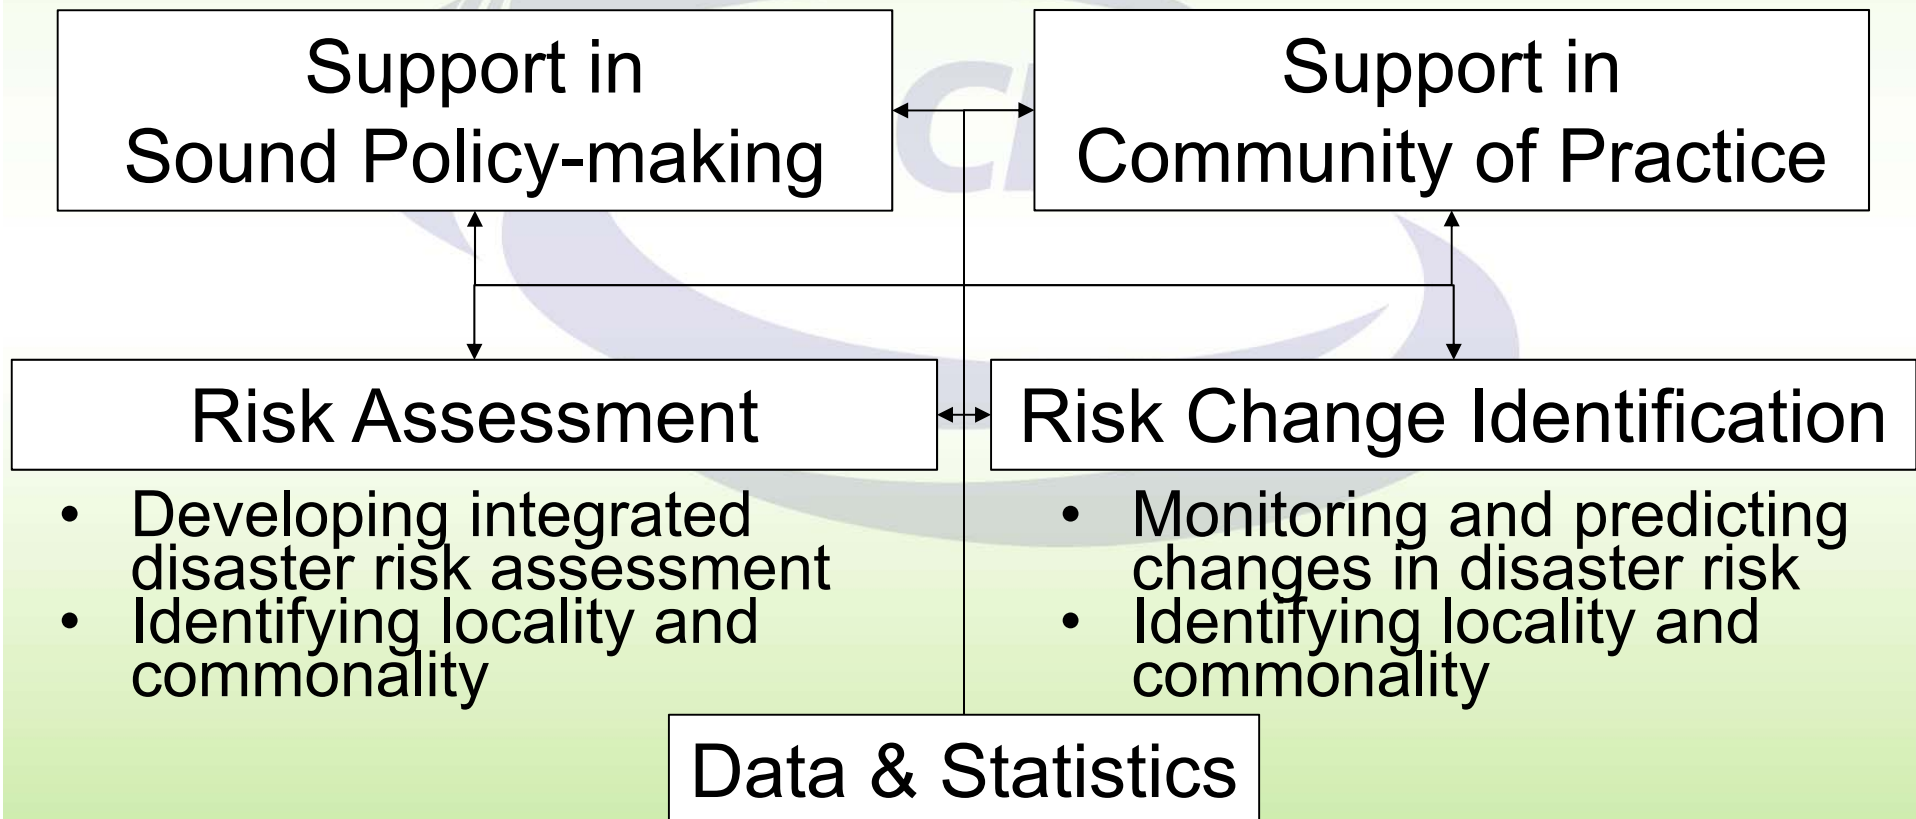 Support in
Sound Policy-making
Support in
Community of Practice
Risk Assessment
Risk Change Identification
• Developing integrated
disaster risk assessment
• Identifying locality and
commonality
• Monitoring and predicting
changes in disaster risk
• Identifying locality and
commonality
Data & Statistics